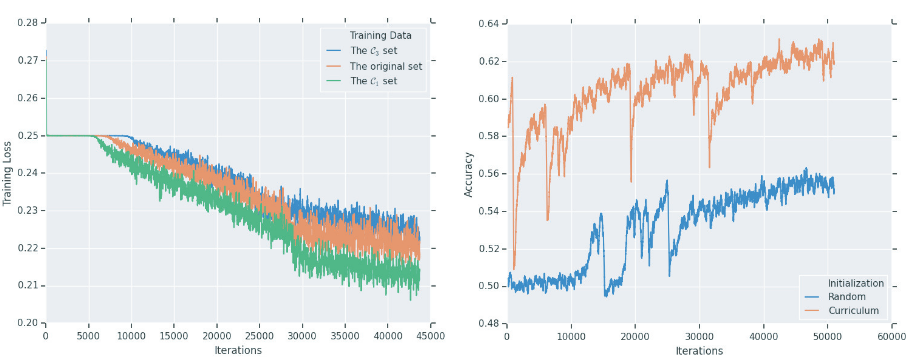 0.28
0.27
0.26
0.25
0.24
0.23
0.22
0.21
0.20
Training Loss
Training Data
The C₃ set
The original set
The C₁ set
0 5000 10000 15000 20000 25000 30000 35000 40000 45000
Iterations
0.64
0.62
0.60
0.58
0.56
0.54
0.52
0.50
0.48
Accuracy
Initialization
Random
Curriculum
0 10000 20000 30000 40000 50000 60000
Iterations